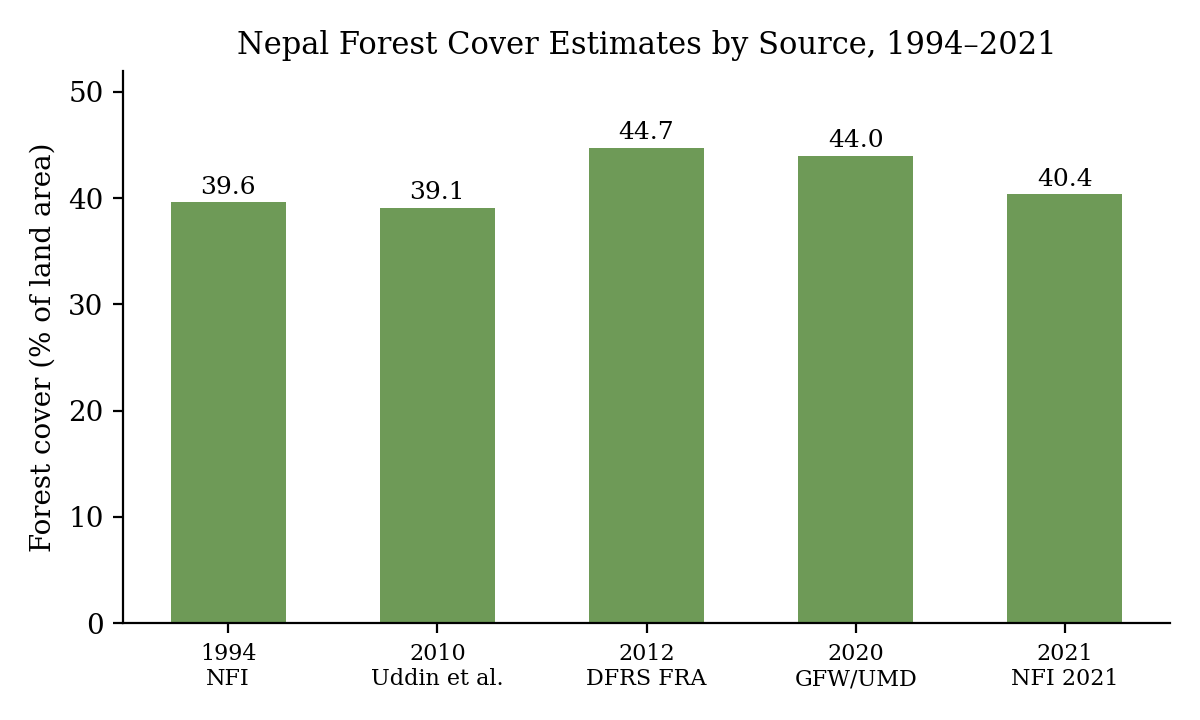 Nepal Forest Cover Estimates by Source, 1994–2021
Forest cover (% of land area)
50
40
30
20
10
0
39.6
39.1
44.7
44.0
40.4
1994
NFI
2010
Uddin et al.
2012
DFRS FRA
2020
GFW/UMD
2021
NFI 2021